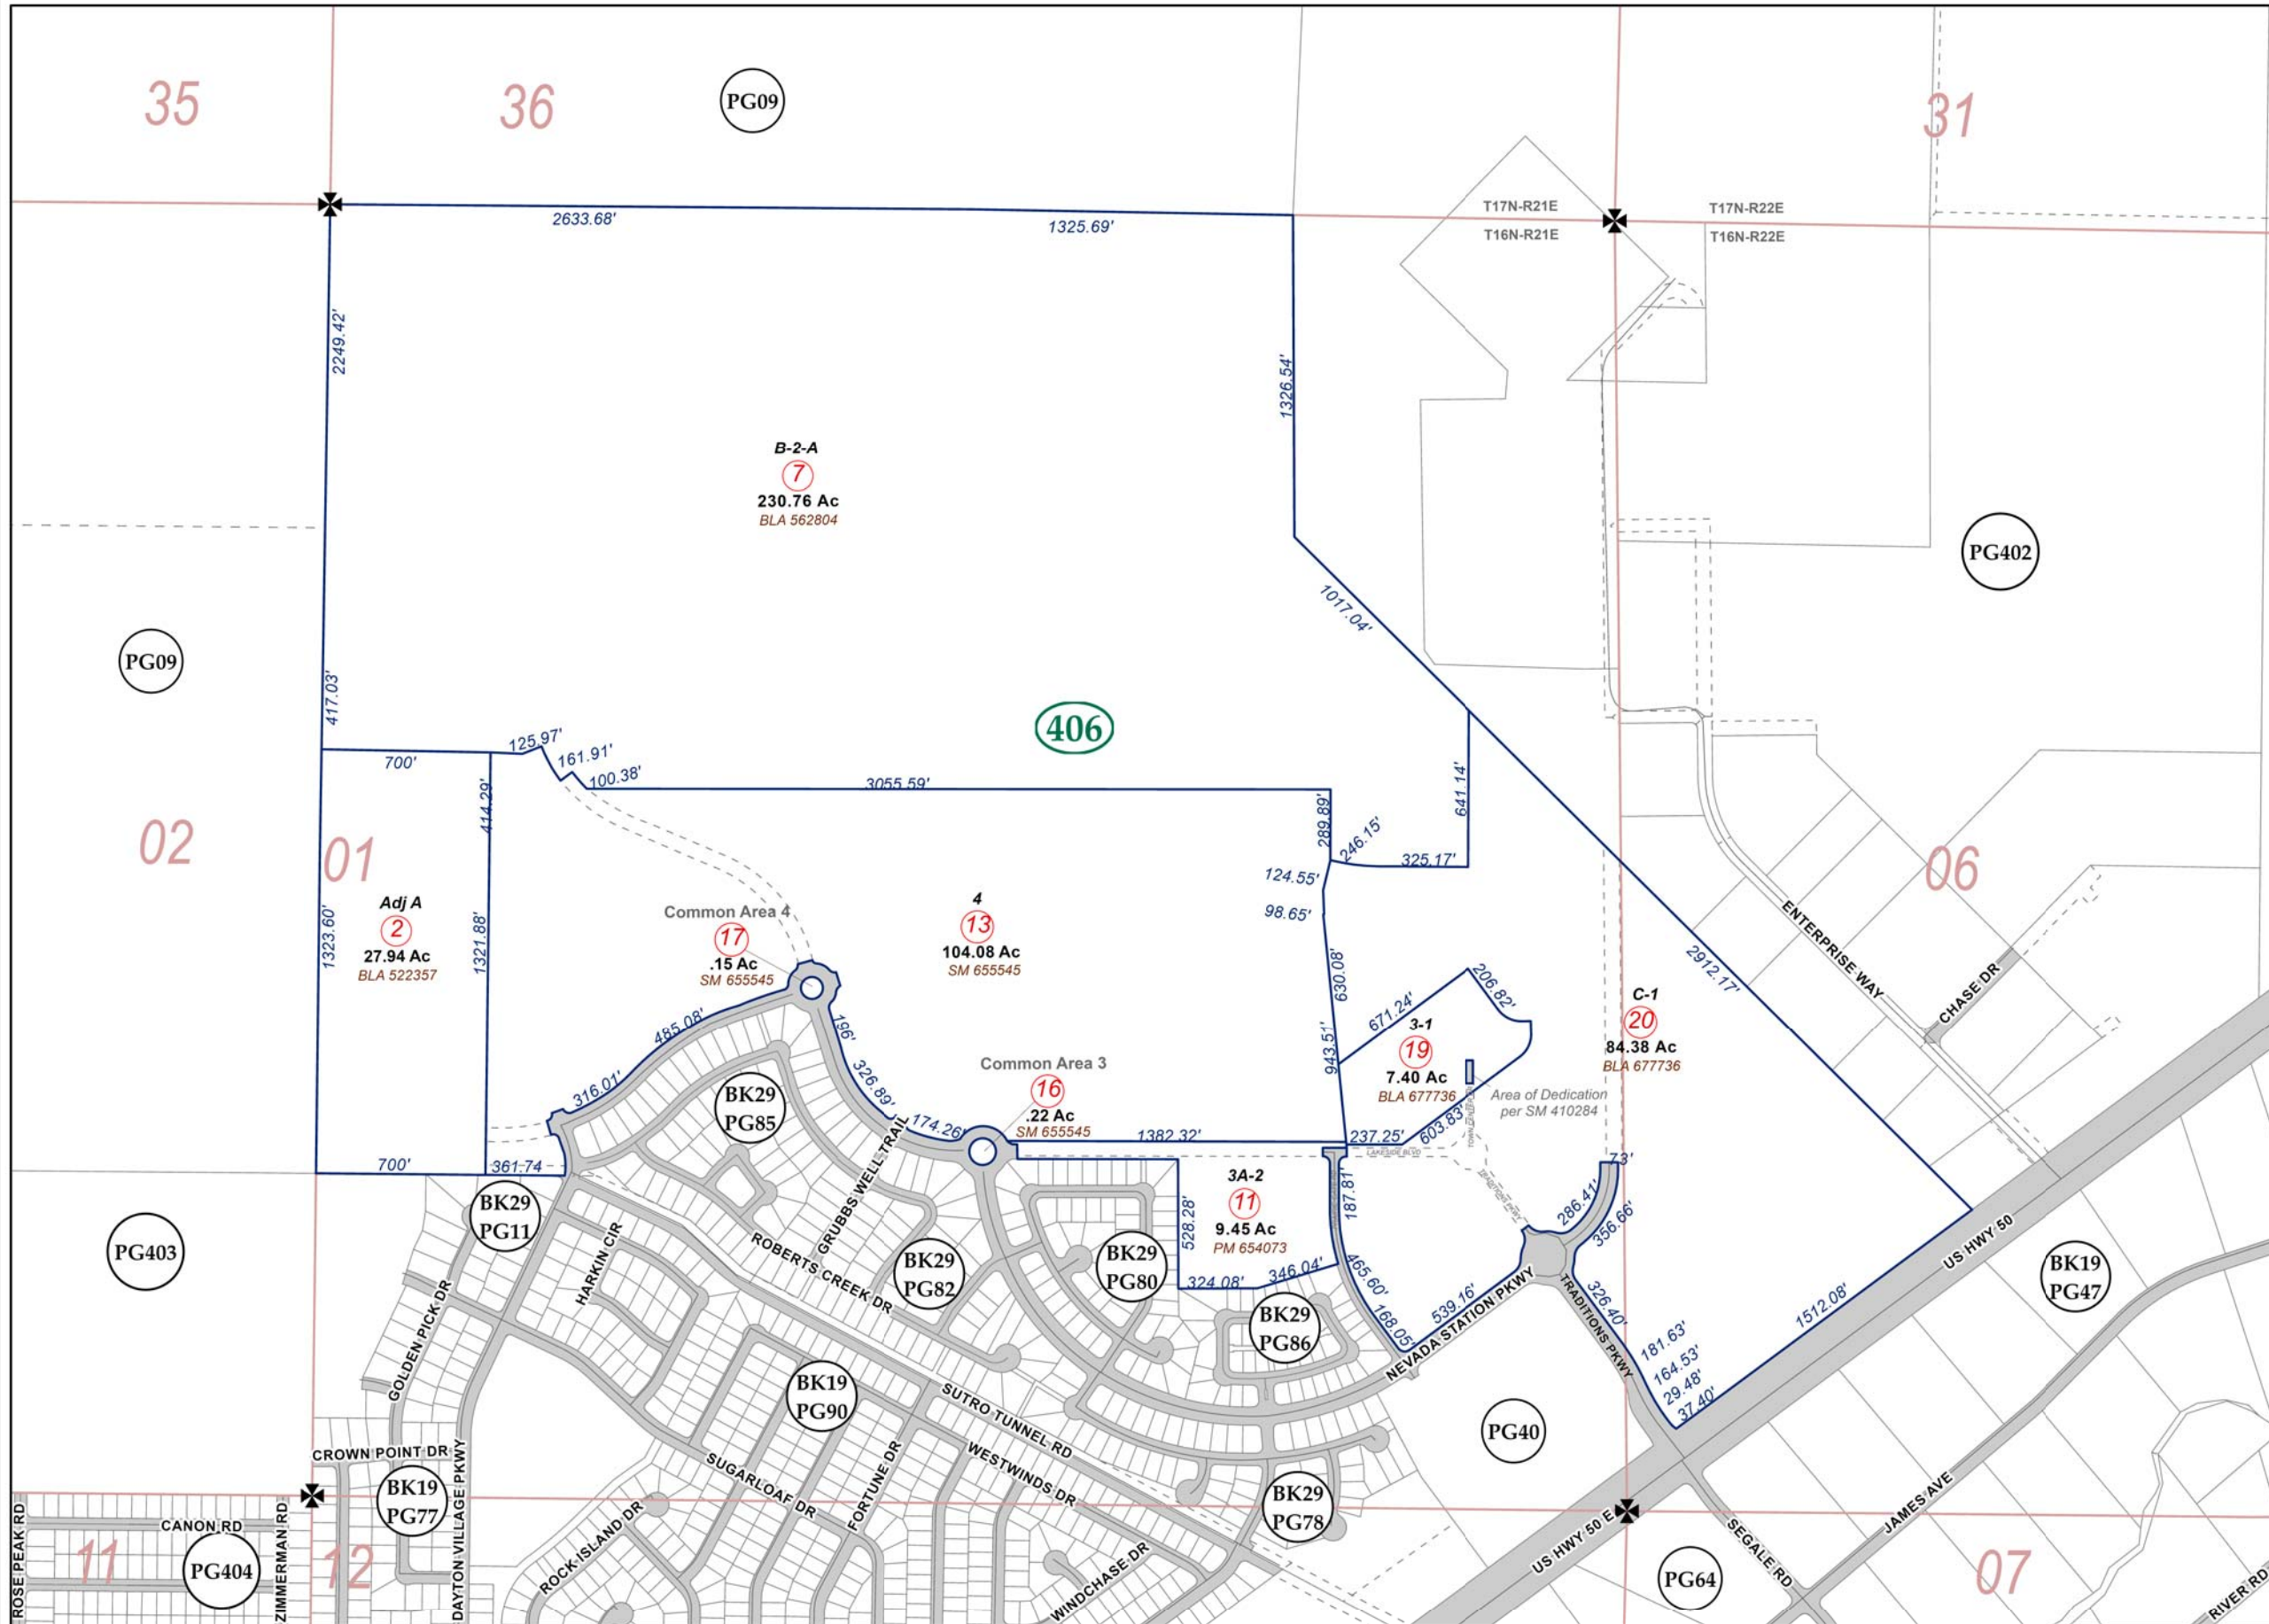 35
36
PG09
31
T17N-R21E
T17N-R22E
T16N-R21E
T16N-R22E
2633.68'
1325.69'
2249.42'
1326.54'
B-2-A
7
230.76 Ac
BLA 562804
PG402
1017.04'
PG09
417.03'
406
700'
125.97'
161.91'
100.38'
3055.59'
414.29'
289.89'
246.15'
325.17'
641.14'
02
01
06
124.55'
98.65'
Adj A
2
27.94 Ac
BLA 522357
1323.60'
1321.88'
Common Area 4
17
.15 Ac
SM 655545
4
13
104.08 Ac
SM 655545
630.08'
943.51'
671.24'
206.82'
3-1
19
7.40 Ac
BLA 677736
C-1
20
84.38 Ac
BLA 677736
2912.17'
ENTERPRISE WAY
CHASE DR
Area of Dedication
per SM 410284
485.08'
316.01'
196'
326.89'
174.26'
Common Area 3
16
.22 Ac
SM 655545
1382.32'
237.25'
603.83'
LAKESIDE BLVD
TRADITIONS PKWY
73'
BK29
PG85
GRUBBS WELL TRAIL
700'
361.74
BK29
PG11
3A-2
11
9.45 Ac
PM 654073
528.28'
324.08'
346.04'
187.81'
465.60'
168.05'
539.16'
286.41'
356.66'
326.40'
181.63'
164.53'
29.48'
37.40'
1512.08'
US HWY 50
PG403
HARKIN CIR
ROBERTS CREEK DR
BK29
PG82
BK29
PG80
BK29
PG86
NEVADA STATION PKWY
TRADITIONS PKWY
BK19
PG47
GOLDEN PICK DR
BK19
PG90
SUTRO TUNNEL RD
PG40
CROWN POINT DR
DAYTON VILLAGE PKWY
BK19
PG77
SUGARLOAF DR
FORTUNE DR
WESTWINDS DR
BK29
PG78
US HWY 50 E
JAMES AVE
SEGALE RD
ROSE PEAK RD
CANON RD
ZIMMERMAN RD
11
PG404
12
ROCK ISLAND DR
WINDCHASE DR
PG64
07
RIVER RD